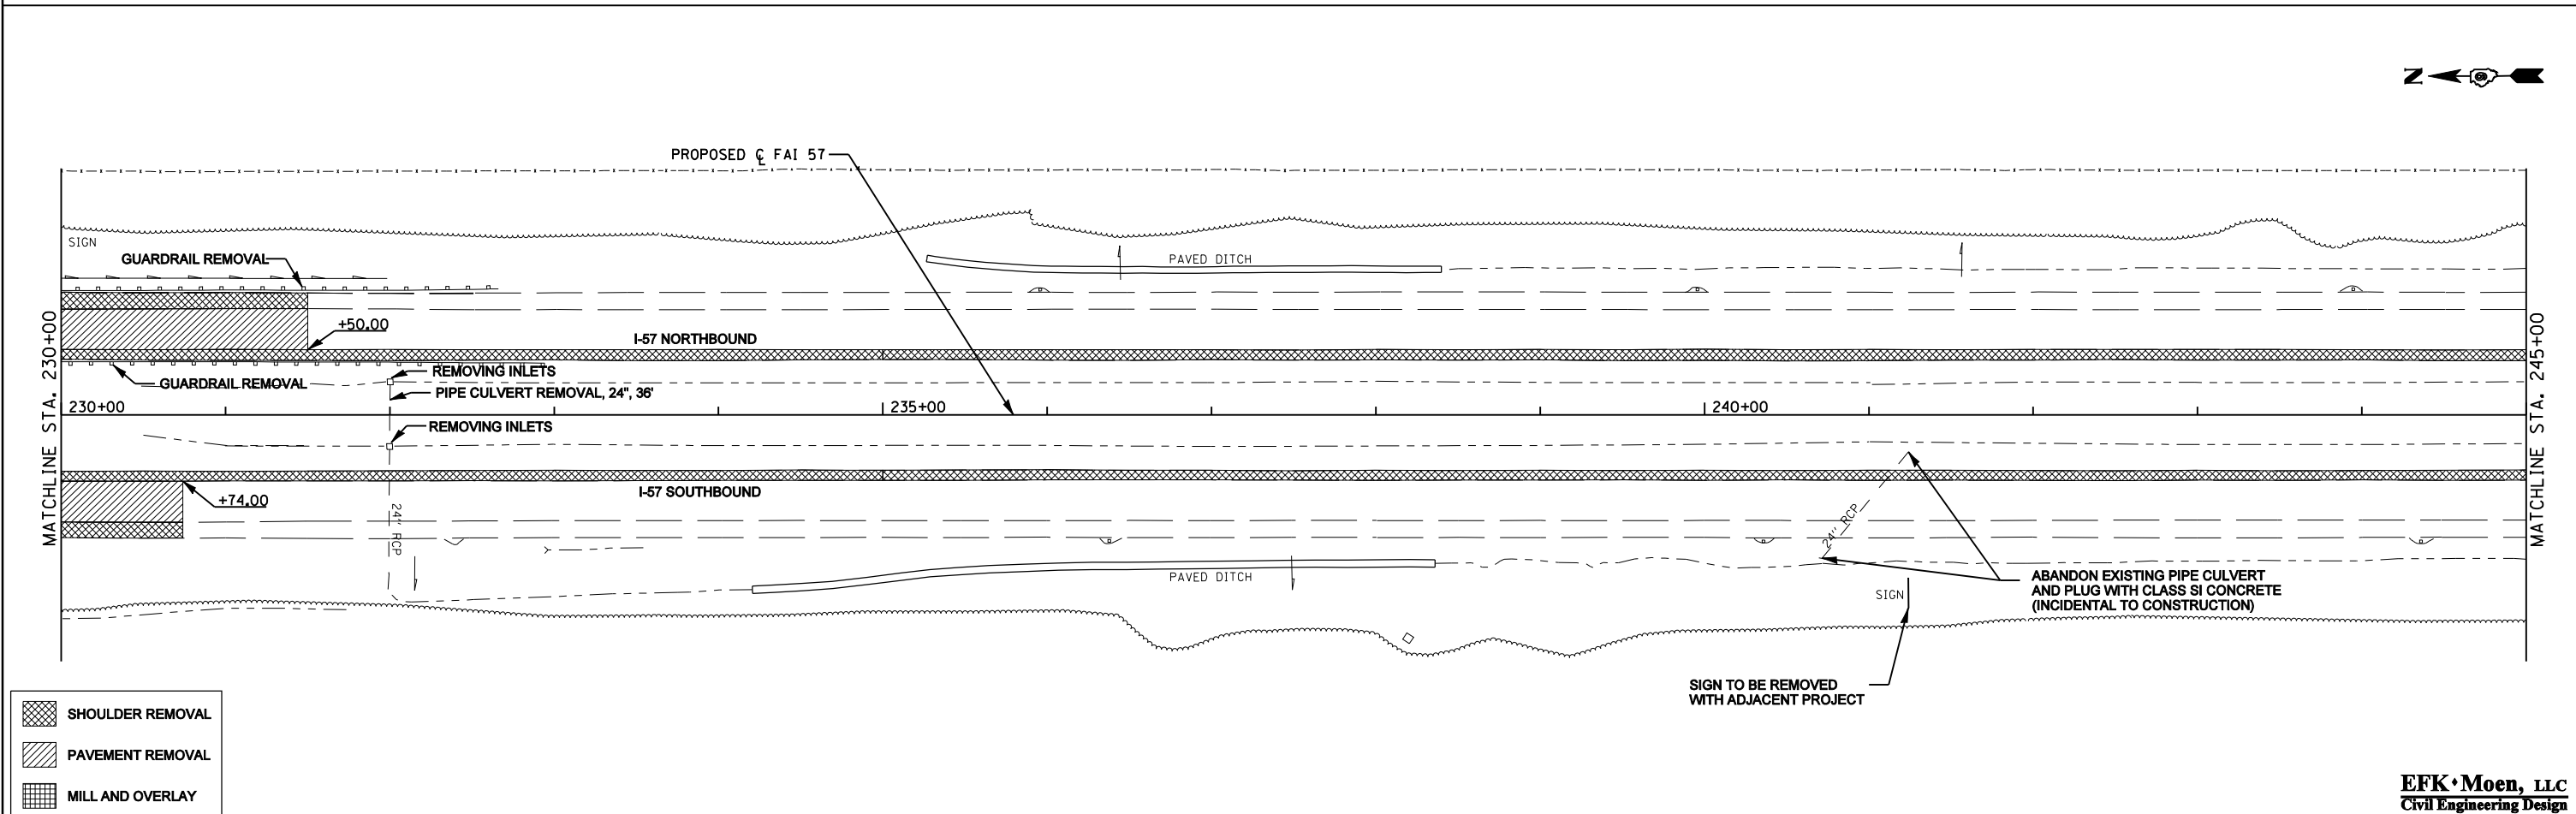 N
PROPOSED ℄ FAI 57
SIGN
GUARDRAIL REMOVAL
PAVED DITCH
+50.00
I-57 NORTHBOUND
GUARDRAIL REMOVAL
REMOVING INLETS
PIPE CULVERT REMOVAL, 24", 36'
MATCHLINE STA. 230+00
230+00
235+00
240+00
MATCHLINE STA. 245+00
REMOVING INLETS
I-57 SOUTHBOUND
+74.00
24" RCP
24" RCP
PAVED DITCH
SIGN
ABANDON EXISTING PIPE CULVERT
AND PLUG WITH CLASS SI CONCRETE
(INCIDENTAL TO CONSTRUCTION)
SIGN TO BE REMOVED
WITH ADJACENT PROJECT
SHOULDER REMOVAL
PAVEMENT REMOVAL
MILL AND OVERLAY
EFK•Moen, LLC
Civil Engineering Design